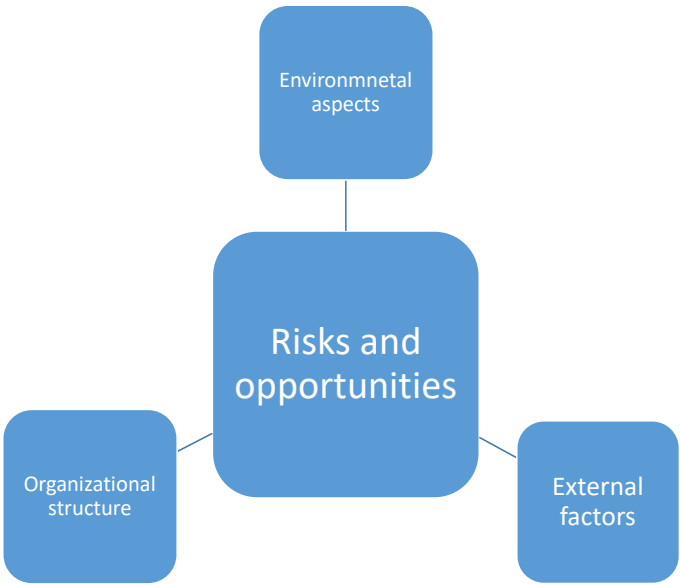 Environmnetal
aspects
Risks and
opportunities
Organizational
structure
External
factors